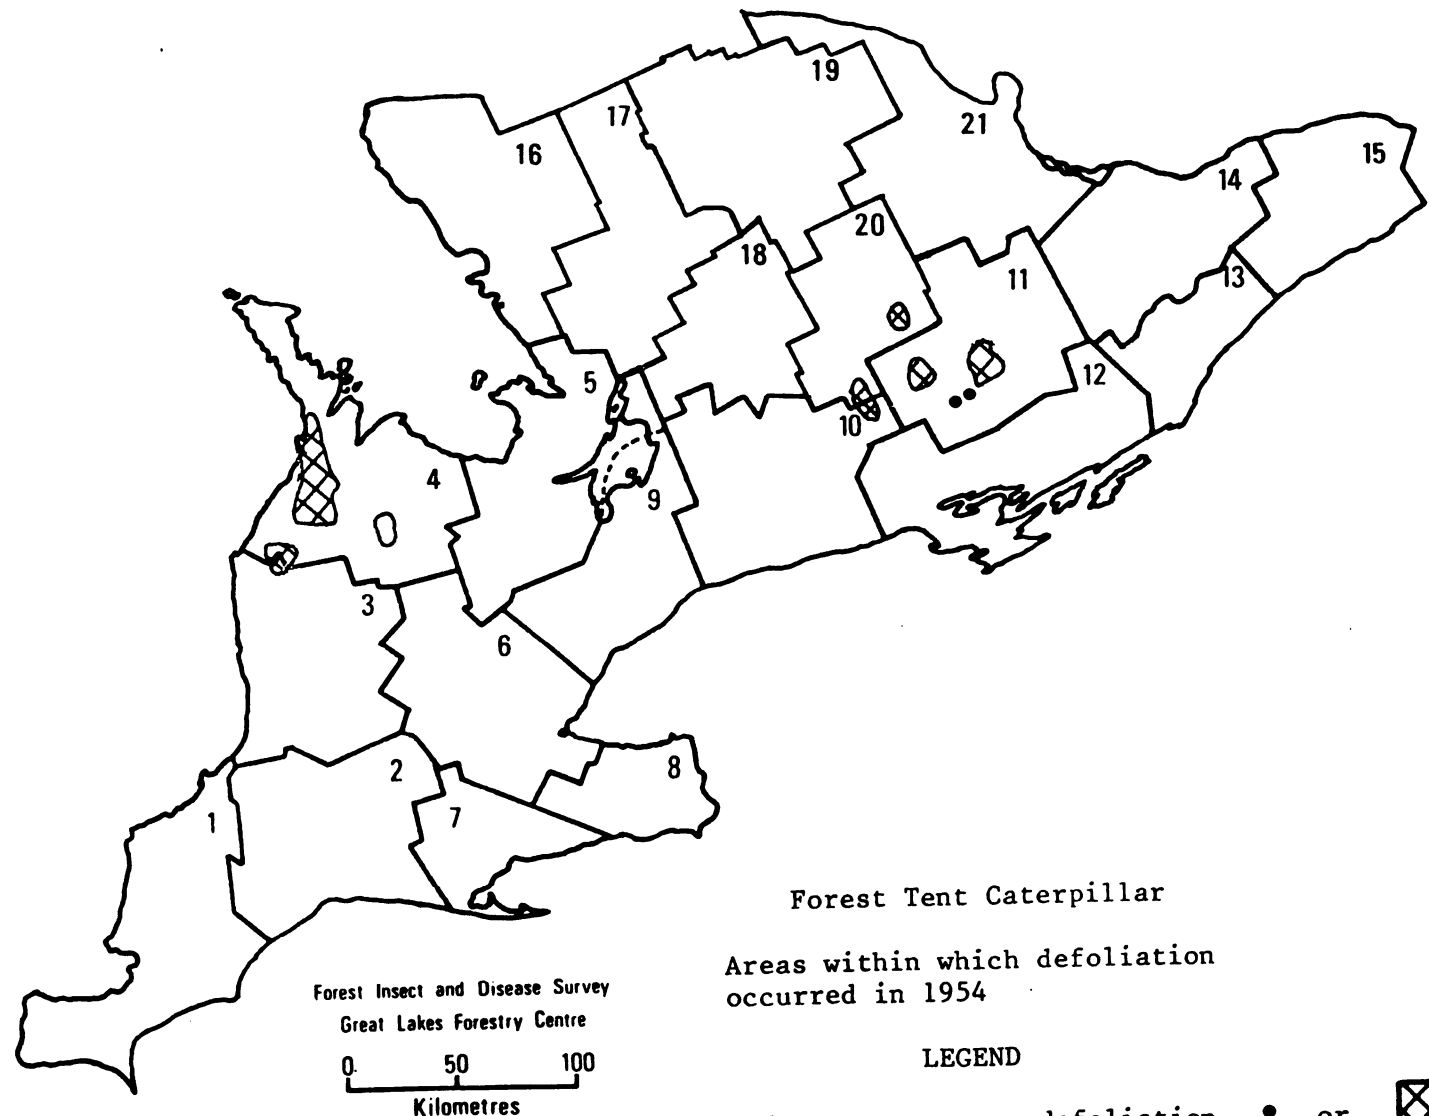 19
17
21
16
15
14
20
18
11
13
5
12
10
4
9
3
6
2
8
7
1
Forest Tent Caterpillar
Areas within which defoliation
occurred in 1954
Forest Insect and Disease Survey
Great Lakes Forestry Centre
0 50 100
Kilometres
LEGEND
defoliation or